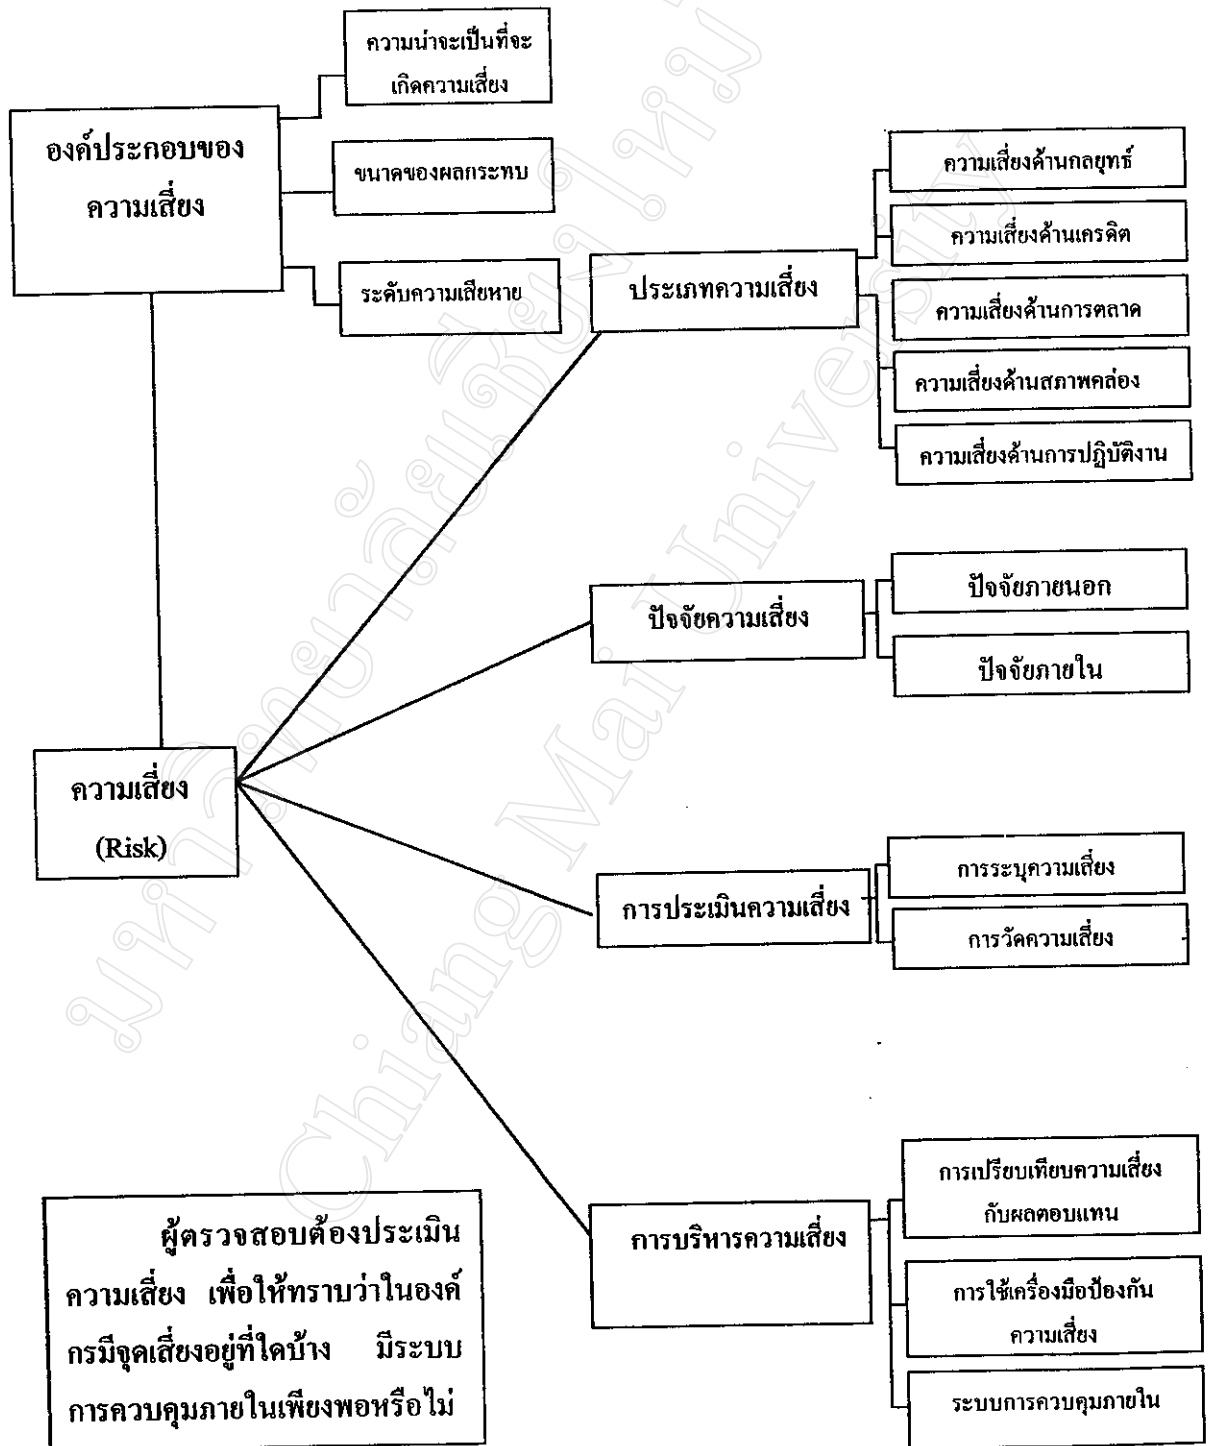 ความน่าจะเป็นที่จะ
เกิดความเสี่ยง
องค์ประกอบของ
ความเสี่ยง
ขนาดของผลกระทบ
ระดับความเสียหาย
ประเภทความเสี่ยง
ความเสี่ยงด้านกลยุทธ์
ความเสี่ยงด้านเครดิต
ความเสี่ยงด้านการตลาด
ความเสี่ยงด้านสภาพคล่อง
ความเสี่ยงด้านการปฏิบัติงาน
ปัจจัยความเสี่ยง
ปัจจัยภายนอก
ปัจจัยภายใน
ความเสี่ยง
(Risk)
การประเมินความเสี่ยง
การระบุความเสี่ยง
การวัดความเสี่ยง
การบริหารความเสี่ยง
การเปรียบเทียบความเสี่ยง
กับผลตอบแทน
การใช้เครื่องมือป้องกัน
ความเสี่ยง
ระบบการควบคุมภายใน
ผู้ตรวจสอบต้องประเมิน
ความเสี่ยง เพื่อให้ทราบว่าในองค์
กรมีจุดเสี่ยงอยู่ที่ใดบ้าง มีระบบ
การควบคุมภายในเพียงพอหรือไม่
มหาวิทยาลัยเชียงใหม่
Chiang Mai University